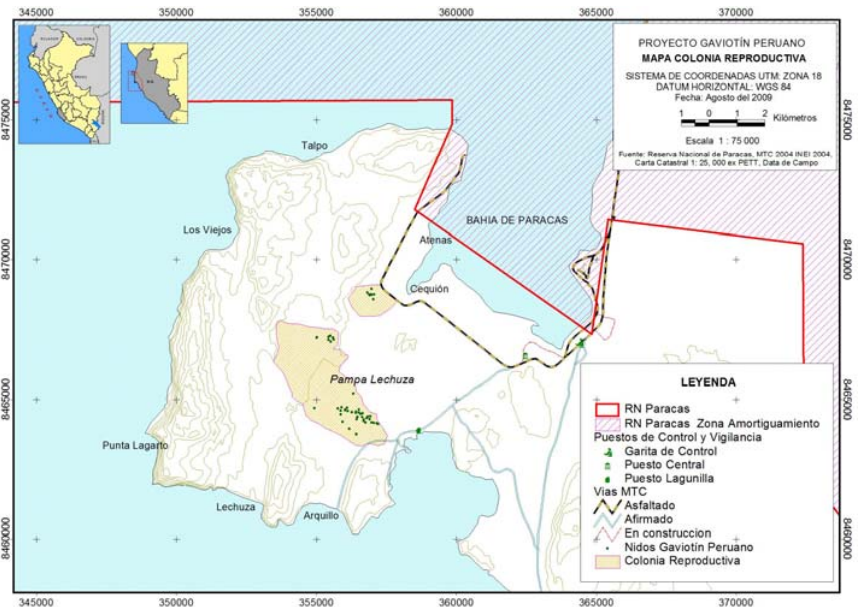 345000 350000 355000 360000 365000 370000
PROYECTO GAVIOTÍN PERUANO
MAPA COLONIA REPRODUCTIVA
SISTEMA DE COORDENADAS UTM: ZONA 18
DATUM HORIZONTAL: WGS 84
Fecha: Agosto del 2009
1 0 1 2 Kilómetros
Escala 1 : 75 000
Fuente: Reserva Nacional de Paracas, MTC 2004 INEI 2004,
Carta Catastral 1: 25, 000 ex PETT, Data de Campo
8475000 8475000
Talpo
BAHIA DE PARACAS
Los Viejos
Atenas
8470000 8470000
Cequión
Pampa Lechuza
8465000 8465000
Punta Lagarto
Lechuza
Arquillo
8460000 8460000
LEYENDA
RN Paracas
RN Paracas Zona Amortiguamiento
Puestos de Control y Vigilancia
Garita de Control
Puesto Central
Puesto Lagunilla
Vias MTC
Asfaltado
Afirmado
En construccion
Nidos Gaviotín Peruano
Colonia Reproductiva
345000 350000 355000 360000 365000 370000